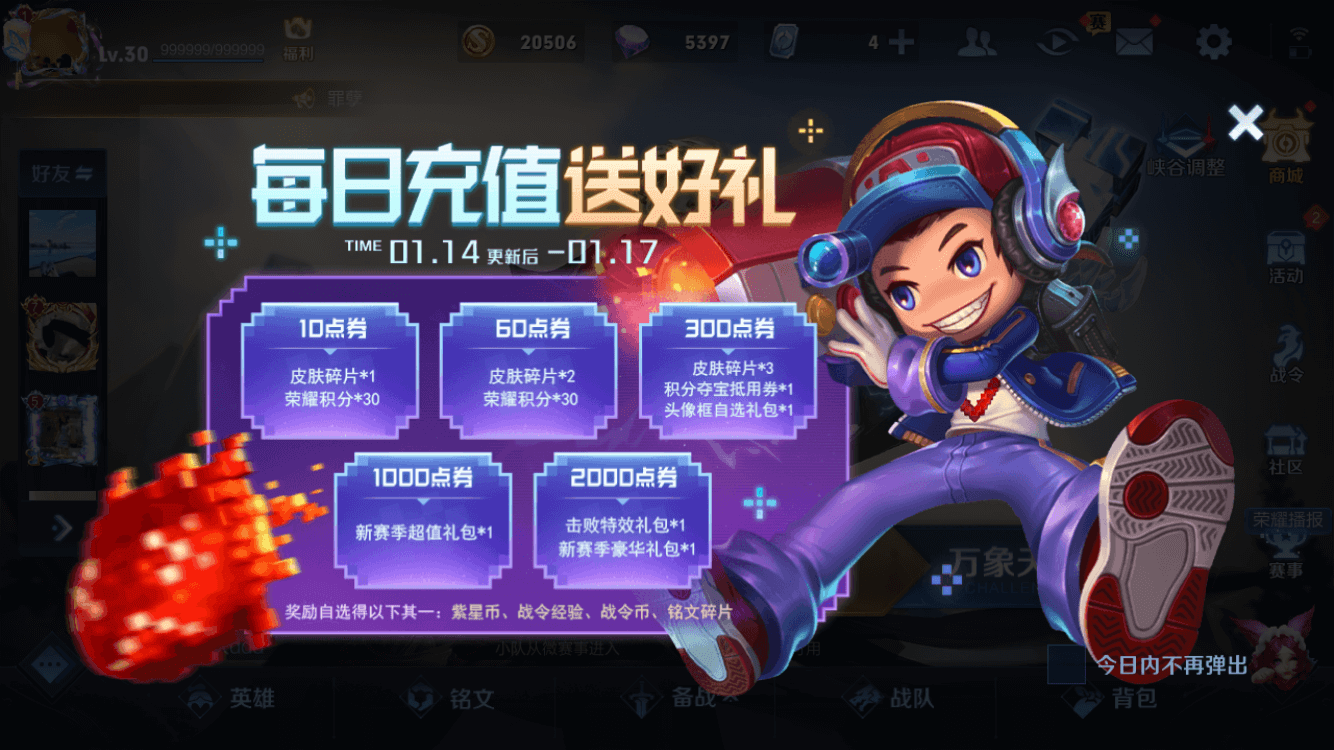 Lv.30
999999/999999
福利
20506
5397
4
赛
好友
每日充值送好礼
TIME 01.14更新后-01.17
峡谷调整
商城
2
活动
7
战令
5
社区
10点券
皮肤碎片*1
荣耀积分*30
60点券
皮肤碎片*2
荣耀积分*30
300点券
皮肤碎片*3
积分夺宝抵用券*1
头像框自选礼包*1
1000点券
新赛季超值礼包*1
2000点券
击败特效礼包*1
新赛季豪华礼包*1
奖励自选得以下其一：紫星币、战令经验、战令币、铭文碎片
荣耀播报
赛事
万象天
小队从微赛事进入
今日内不再弹出
英雄
铭文
备战
战队
背包